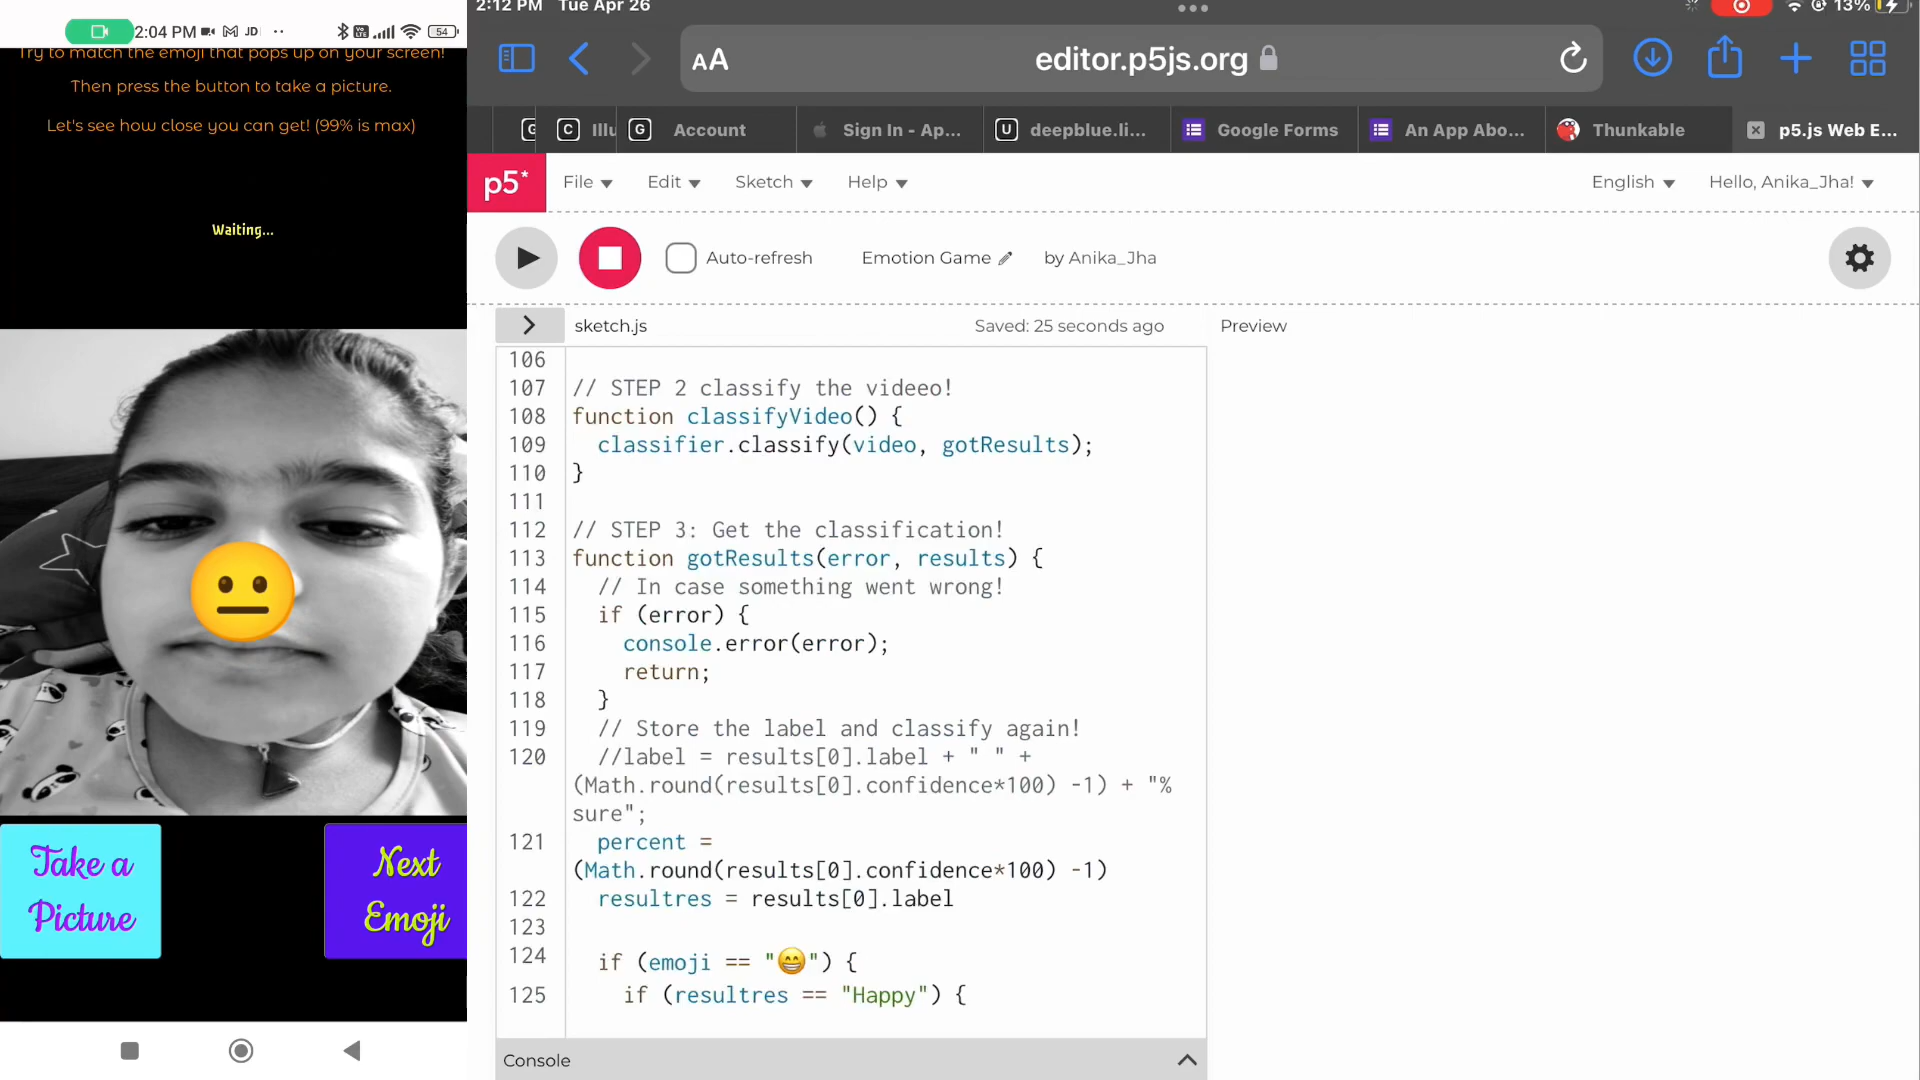 2:04 PM JD 54
Try to match the emoji that pops up on your screen!
Then press the button to take a picture.
Let's see how close you can get! (99% is max)
Waiting...
Take a
Picture
Next
Emoji
2:12 PM Tue Apr 26
13%
AA editor.p5js.org
G C Illu G Account Sign In - Ap... U deepblue.li... Google Forms An App Abo... Thunkable p5.js Web E...
p5* File Edit Sketch Help English Hello, Anika_Jha!
Auto-refresh Emotion Game by Anika_Jha
sketch.js Saved: 25 seconds ago Preview
106
107 // STEP 2 classify the videeo!
108 function classifyVideo() {
109 classifier.classify(video, gotResults);
110 }
111
112 // STEP 3: Get the classification!
113 function gotResults(error, results) {
114 // In case something went wrong!
115 if (error) {
116 console.error(error);
117 return;
118 }
119 // Store the label and classify again!
120 //label = results[0].label + " " +
(Math.round(results[0].confidence*100) -1) + "%
sure";
121 percent =
(Math.round(results[0].confidence*100) -1)
122 resultres = results[0].label
123
124 if (emoji == "😁") {
125 if (resultres == "Happy") {
Console